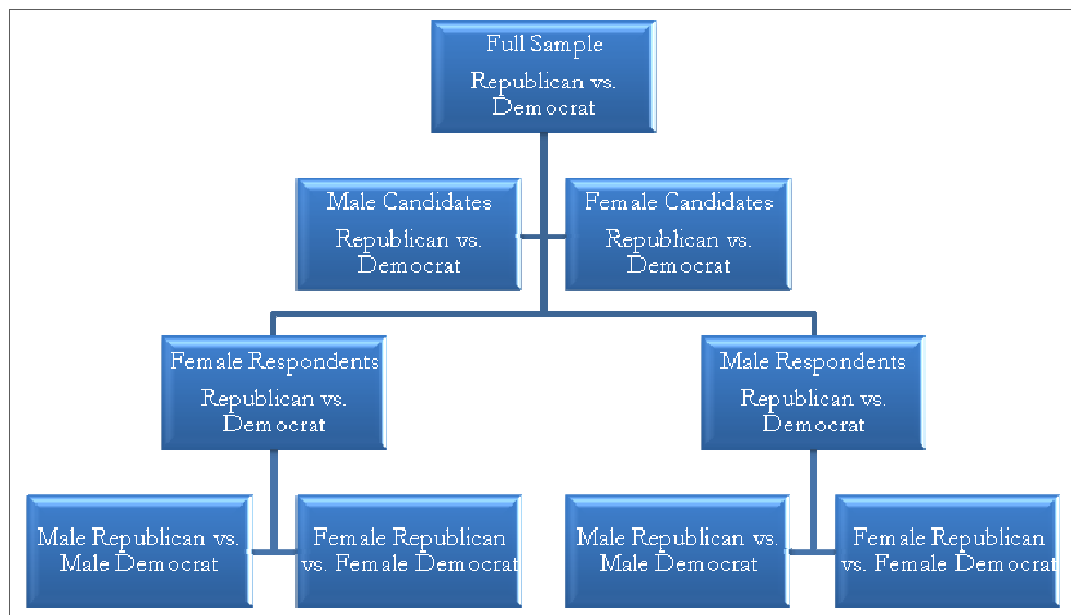 Full Sample
Republican vs.
Democrat
Male Candidates
Republican vs.
Democrat
Female Candidates
Republican vs.
Democrat
Female Respondents
Republican vs.
Democrat
Male Respondents
Republican vs.
Democrat
Male Republican vs.
Male Democrat
Female Republican
vs. Female Democrat
Male Republican vs.
Male Democrat
Female Republican
vs. Female Democrat